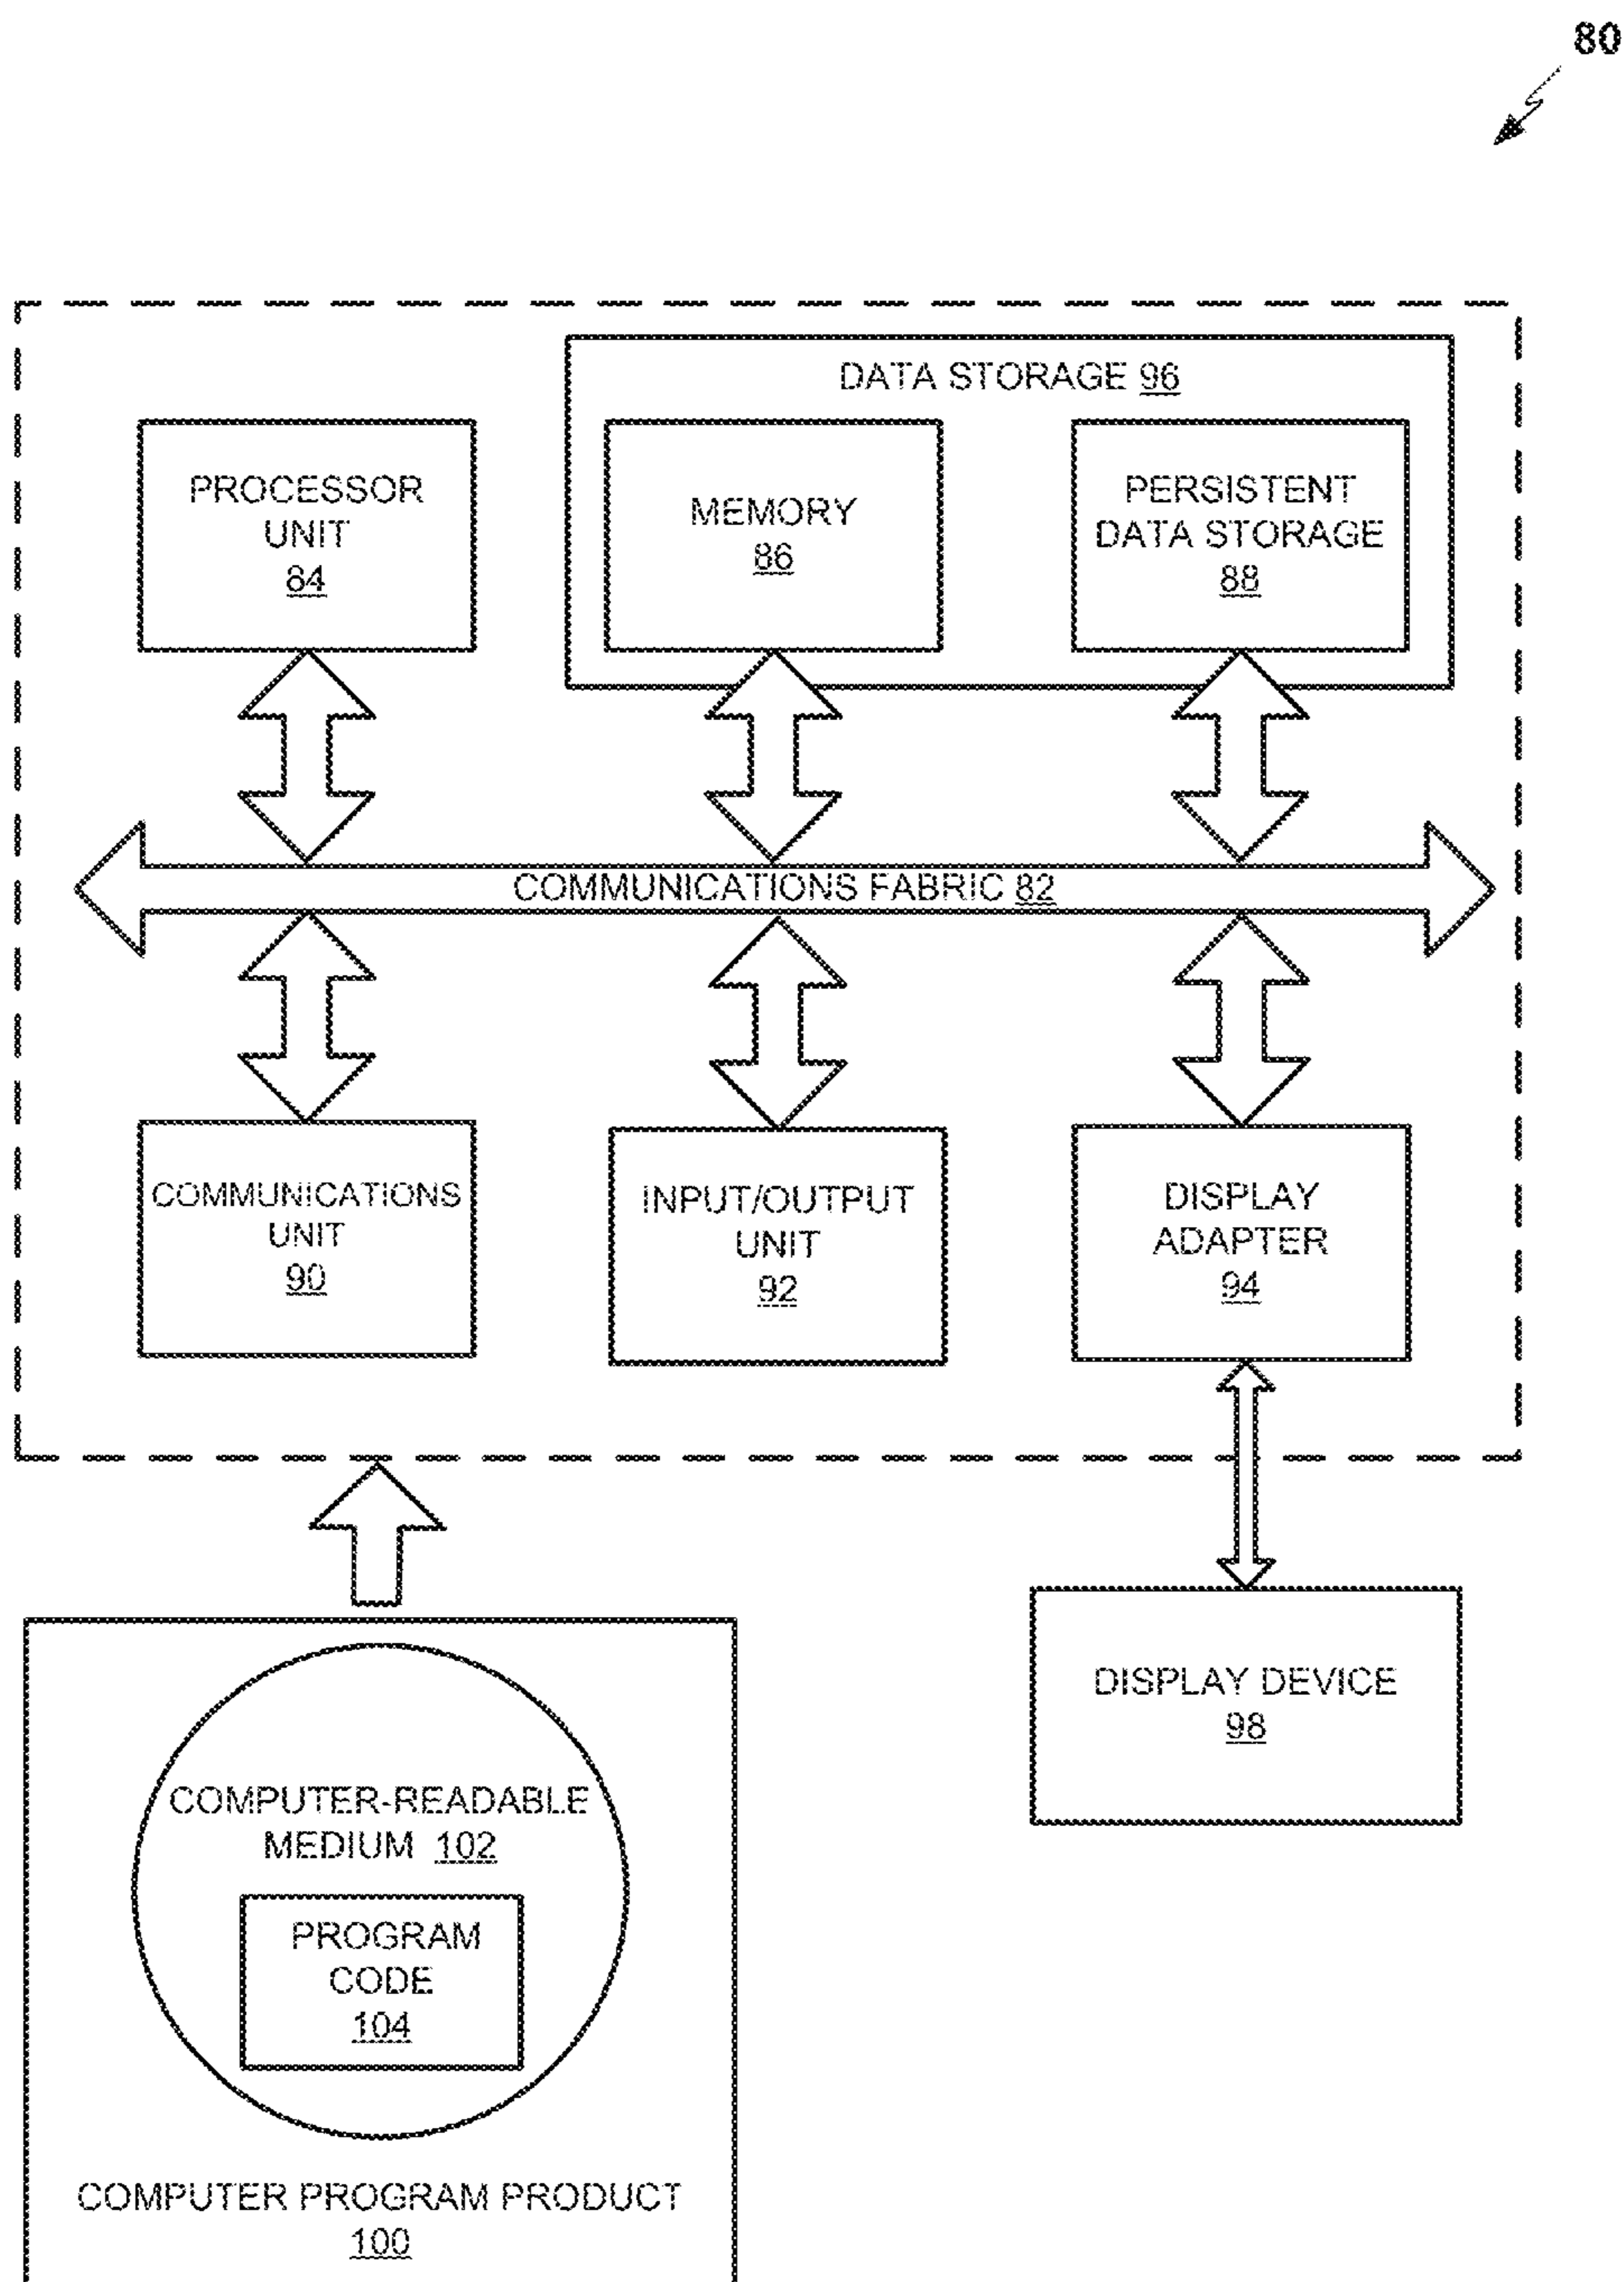 80
DATA STORAGE 96
PROCESSOR
UNIT
84
MEMORY
86
PERSISTENT
DATA STORAGE
88
COMMUNICATIONS FABRIC 82
COMMUNICATIONS
UNIT
90
INPUT/OUTPUT
UNIT
92
DISPLAY
ADAPTER
94
DISPLAY DEVICE
98
COMPUTER-READABLE
MEDIUM 102
PROGRAM
CODE
104
COMPUTER PROGRAM PRODUCT
100